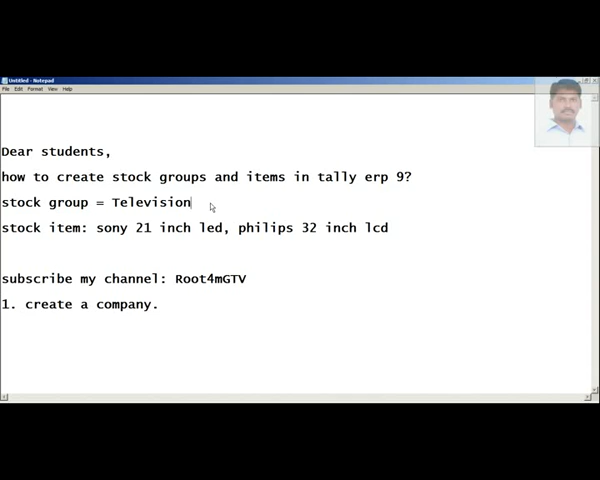 Untitled - Notepad
File Edit Format View Help
Dear students,
how to create stock groups and items in tally erp 9?
stock group = Television
stock item: sony 21 inch led, philips 32 inch lcd
subscribe my channel: Root4mGTV
1. create a company.